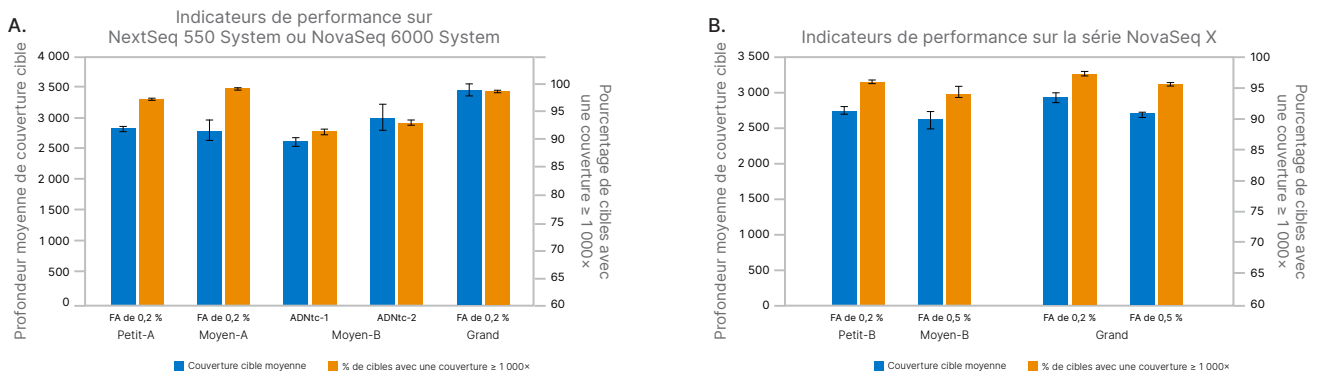 A.
Indicateurs de performance sur
NextSeq 550 System ou NovaSeq 6000 System
Profondeur moyenne de couverture cible
4 000
3 500
3 000
2 500
2 000
1 500
1 000
500
0
100
95
90
85
80
75
70
65
60
Pourcentage de cibles avec
une couverture ≥ 1 000×
FA de 0,2 %
FA de 0,2 %
ADNtc-1
ADNtc-2
FA de 0,2 %
Petit-A
Moyen-A
Moyen-B
Grand
Couverture cible moyenne
% de cibles avec une couverture ≥ 1 000×
B.
Indicateurs de performance sur la série NovaSeq X
Profondeur moyenne de couverture cible
3 500
3 000
2 500
2 000
1 500
1 000
500
0
100
95
90
85
80
75
70
65
60
Pourcentage de cibles avec
une couverture ≥ 1 000×
FA de 0,2 %
FA de 0,5 %
FA de 0,2 %
FA de 0,5 %
Petit-B
Moyen-B
Grand
Couverture cible moyenne
% de cibles avec une couverture ≥ 1 000×